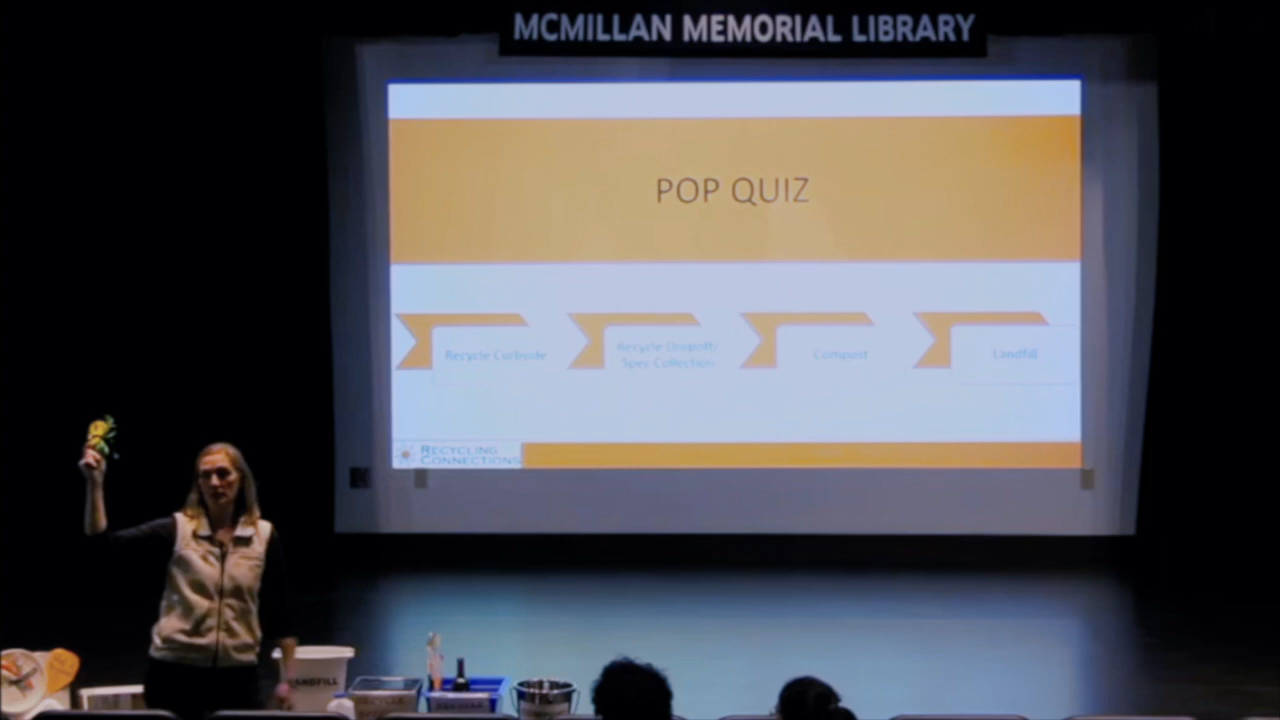 MCMILLAN MEMORIAL LIBRARY
POP QUIZ
Recycle Curbside
Recycle Dropoff/
Spec Collection
Compost
Landfill
RECYCLING
CONNECTIONS
LANDFILL